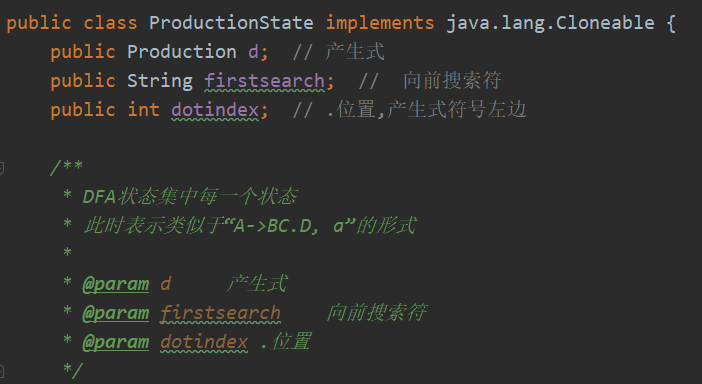 public class ProductionState implements java.lang.Cloneable {
public Production d;  // 产生式
public String firstsearch;  //  向前搜索符
public int dotindex;  // .位置,产生式符号左边
/**
* DFA状态集中每一个状态
* 此时表示类似于“A->BC.D, a”的形式
*
* @param d     产生式
* @param firstsearch    向前搜索符
* @param dotindex .位置
*/